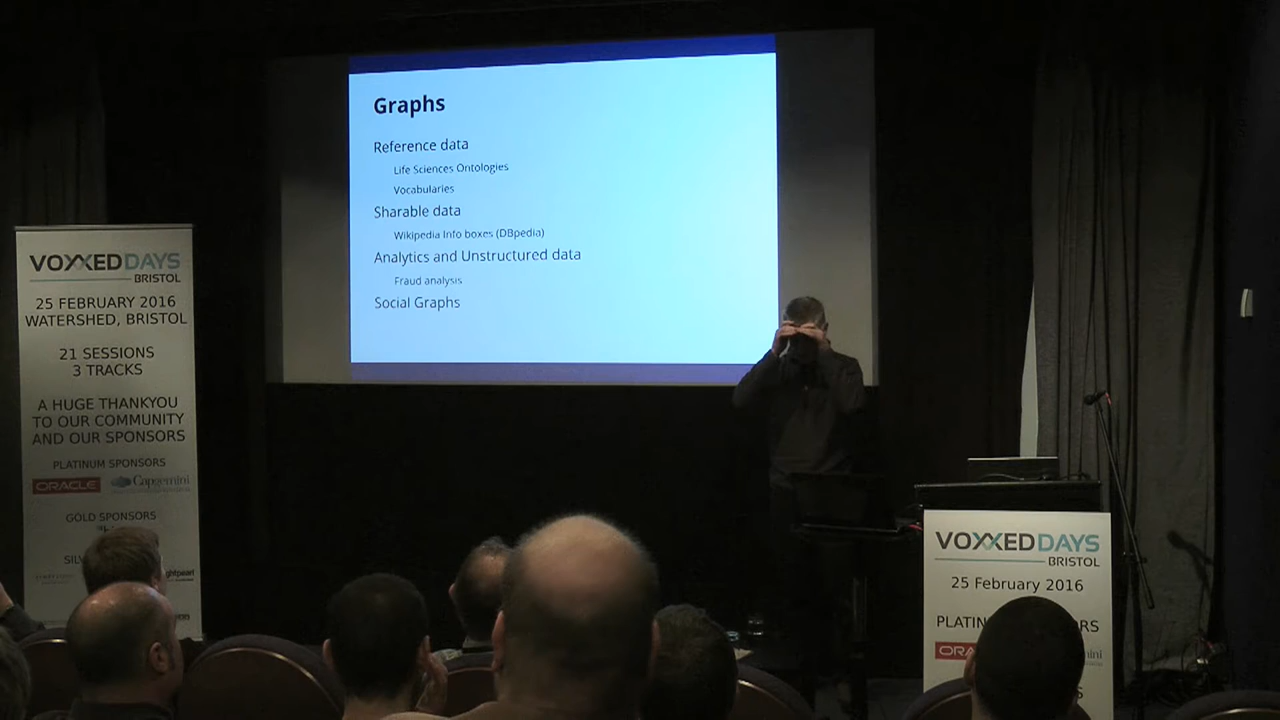 Graphs
Reference data
Life Sciences Ontologies
Vocabularies
Sharable data
Wikipedia Info boxes (DBpedia)
Analytics and Unstructured data
Fraud analysis
Social Graphs
VOXXED DAYS
BRISTOL
25 FEBRUARY 2016
WATERSHED, BRISTOL
21 SESSIONS
3 TRACKS
A HUGE THANKYOU
TO OUR COMMUNITY
AND OUR SPONSORS
PLATINUM SPONSORS
ORACLE Capgemini
GOLD SPONSORS
VOXXED DAYS
BRISTOL
25 February 2016